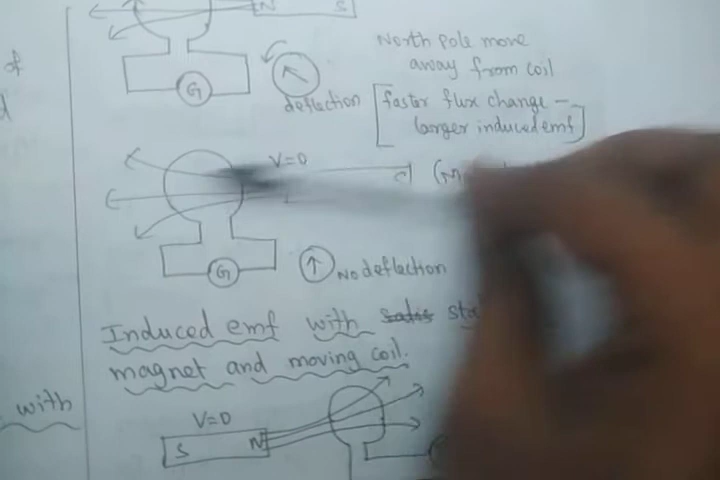 of
d
N S
North pole move
away from coil
G
deflection
[faster flux change -
larger induced emf]
V=0
G
No deflection
Induced emf with
magnet and moving coil.
with
V=0
S N